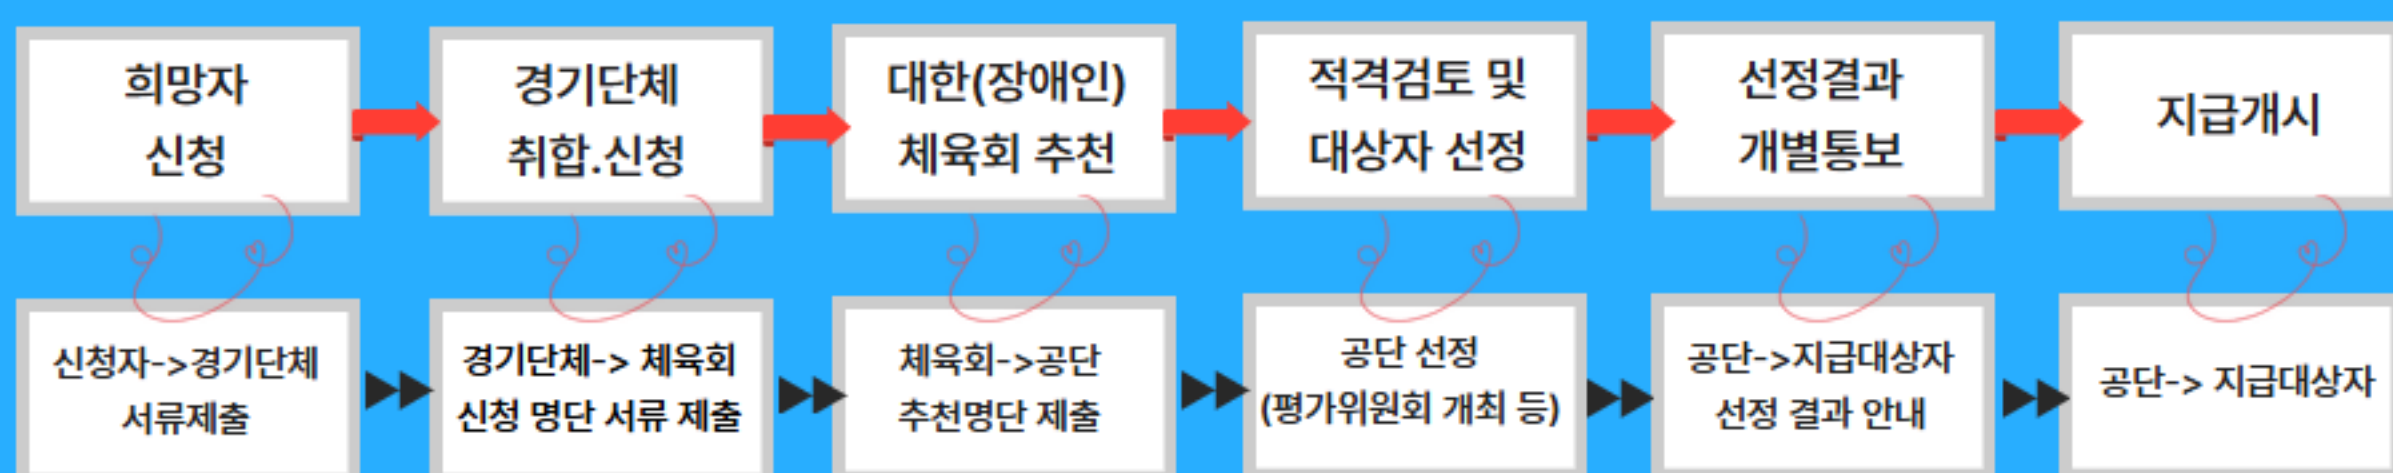 희망자
신청
경기단체
취합.신청
대한(장애인)
체육회 추천
적격검토 및
대상자 선정
선정결과
개별통보
지급개시
신청자->경기단체
서류제출
경기단체-> 체육회
신청 명단 서류 제출
체육회->공단
추천명단 제출
공단 선정
(평가위원회 개최 등)
공단->지급대상자
선정 결과 안내
공단-> 지급대상자